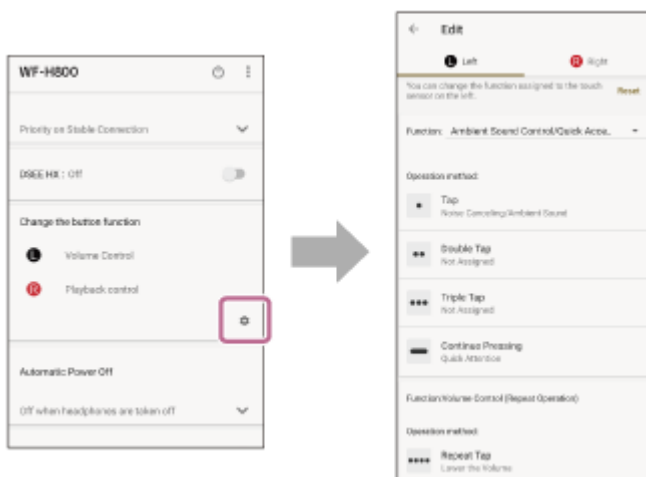 WF-H800
Priority on Stable Connection
DSEE HX : Off
Change the button function
L
Volume Control
R
Playback control
Automatic Power Off
Off when headphones are taken off
Edit
L Left
R Right
You can change the function assigned to the touch
sensor on the left.
Reset
Function: Ambient Sound Control/Quick Acce..
Operation method:
Tap
Noise Canceling/Ambient Sound
Double Tap
Not Assigned
Triple Tap
Not Assigned
Continue Pressing
Quick Attention
Function:Volume Control (Repeat Operation)
Operation method:
Repeat Tap
Lower the Volume